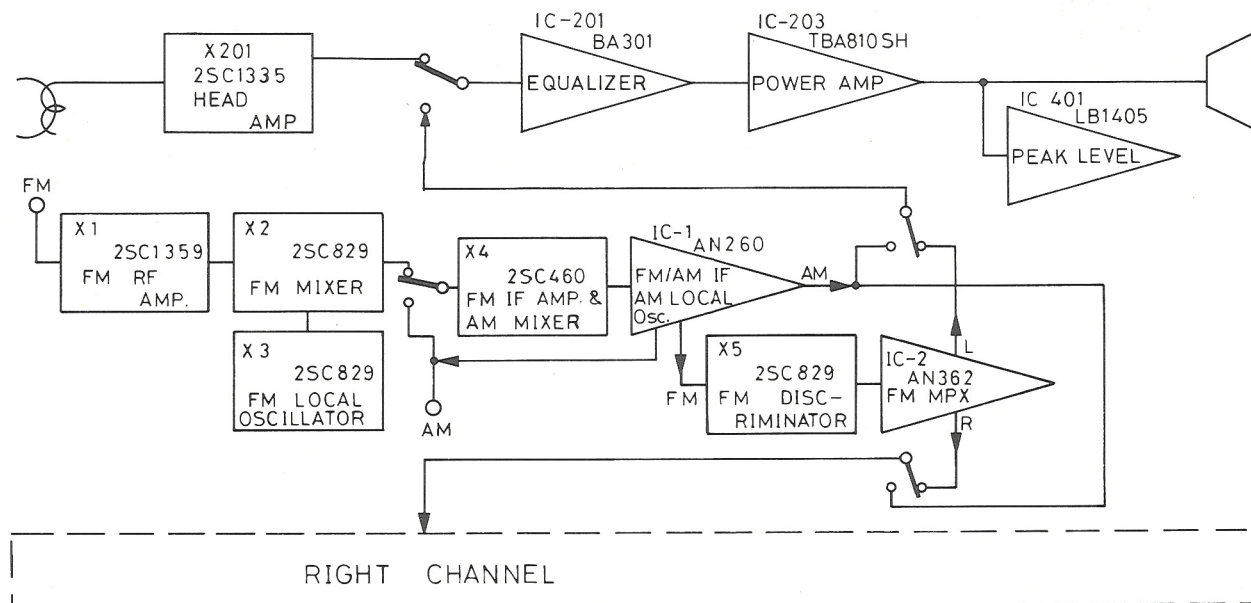 X201
2SC1335
HEAD
AMP
IC-201
BA301
EQUALIZER
IC-203
TBA810SH
POWER AMP
IC 401
LB1405
PEAK LEVEL
FM
X1
2SC1359
FM RF
AMP.
X2
2SC829
FM MIXER
X3
2SC829
FM LOCAL
OSCILLATOR
X4
2SC460
FM IF AMP. &
AM MIXER
AM
IC-1
AN260
FM/AM IF
AM LOCAL
Osc.
AM
FM
X5
2SC829
FM DISC-
RIMINATOR
IC-2
AN362
FM MPX
L
R
RIGHT CHANNEL